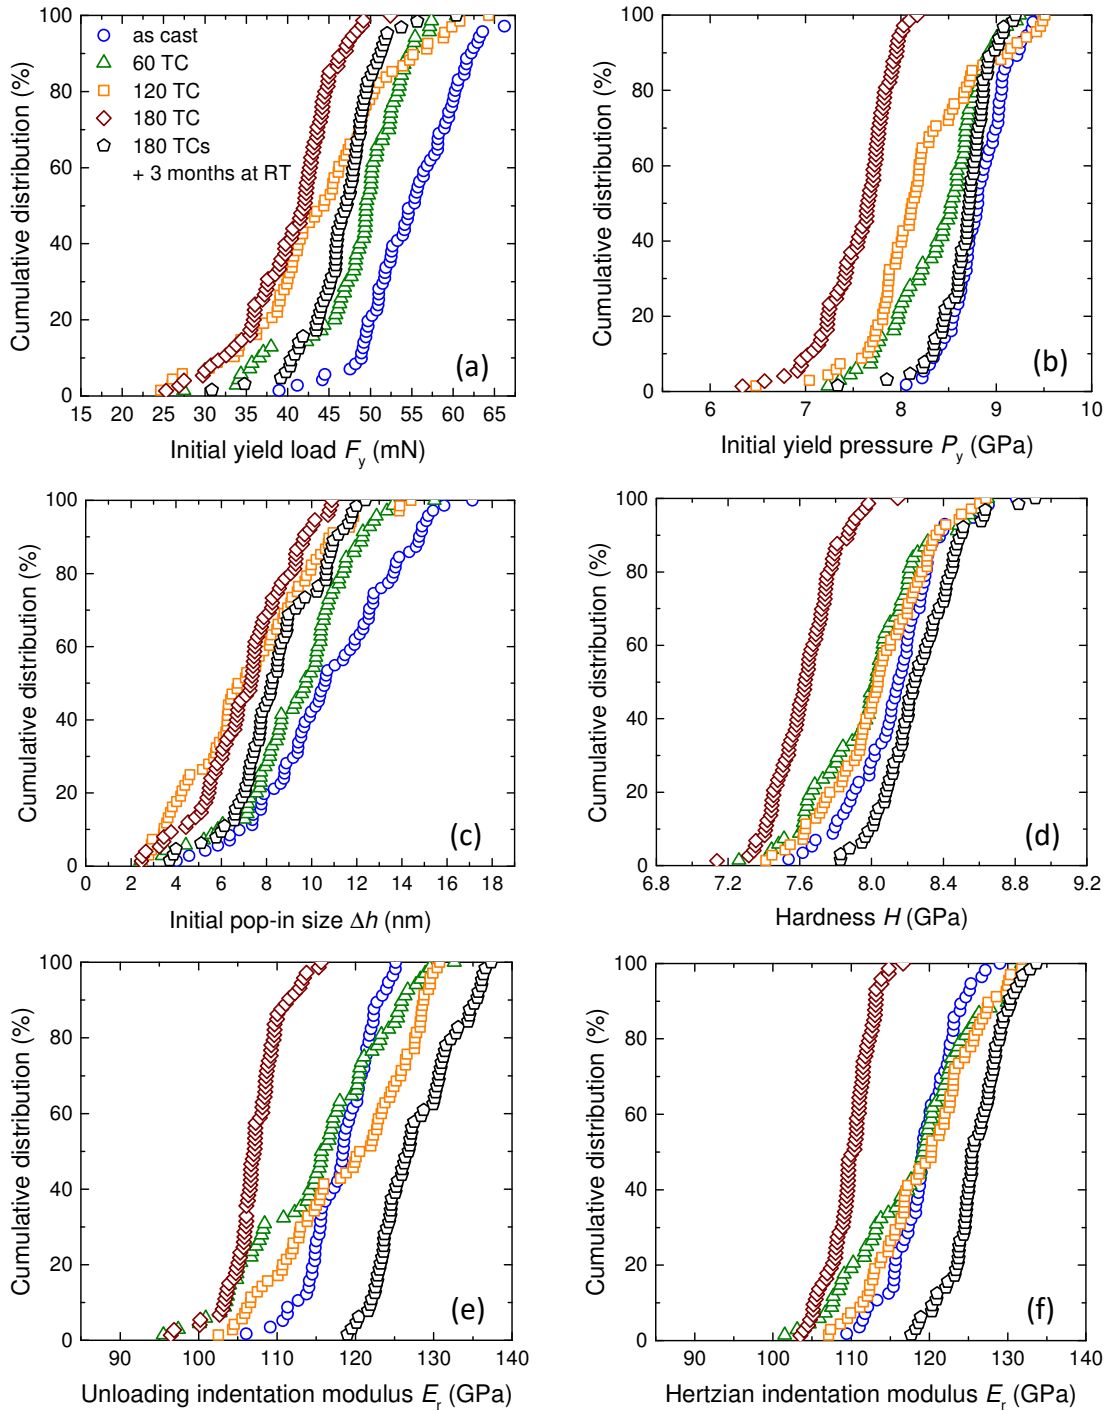 100
80
60
40
20
0
Cumulative distribution (%)
as cast
60 TC
120 TC
180 TC
180 TCs
+ 3 months at RT
(a)
15 20 25 30 35 40 45 50 55 60 65
Initial yield load Fy (mN)
100
80
60
40
20
0
Cumulative distribution (%)
(b)
6 7 8 9 10
Initial yield pressure Py (GPa)
100
80
60
40
20
0
Cumulative distribution (%)
(c)
0 2 4 6 8 10 12 14 16 18
Initial pop-in size Δh (nm)
100
80
60
40
20
0
Cumulative distribution (%)
(d)
6.8 7.2 7.6 8.0 8.4 8.8 9.2
Hardness H (GPa)
100
80
60
40
20
0
Cumulative distribution (%)
(e)
90 100 110 120 130 140
Unloading indentation modulus Er (GPa)
100
80
60
40
20
0
Cumulative distribution (%)
(f)
90 100 110 120 130 140
Hertzian indentation modulus Er (GPa)